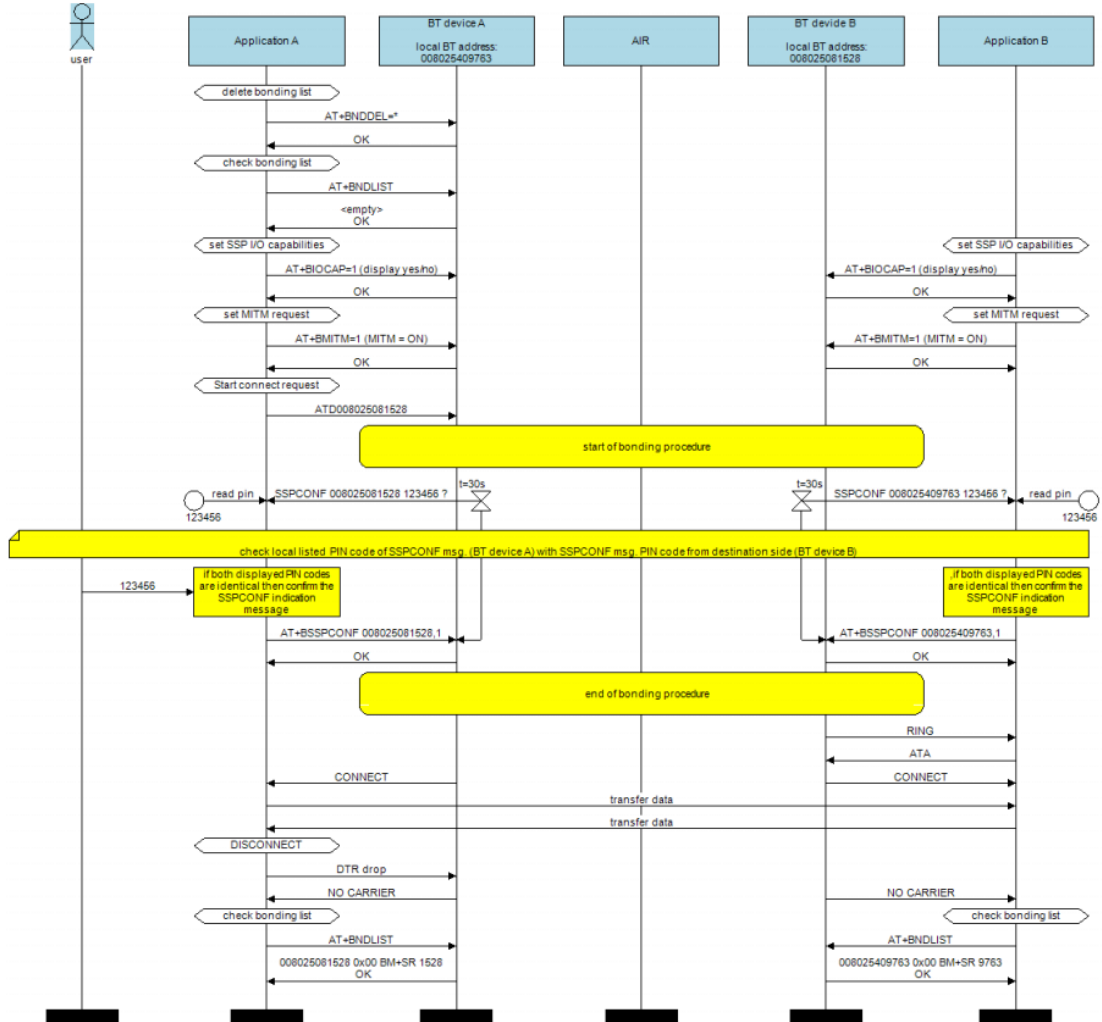 user
Application A
BT device A
local BT address:
008025409763
AIR
BT devide B
local BT address:
008025081528
Application B
delete bonding list
AT+BNDDEL=*
OK
check bonding list
AT+BNDLIST
<empty>
OK
set SSP I/O capabilities
set SSP I/O capabilities
AT+BIOCAP=1 (display yes/no)
AT+BIOCAP=1 (display yes/no)
OK
OK
set MITM request
set MITM request
AT+BMITM=1 (MITM = ON)
AT+BMITM=1 (MITM = ON)
OK
OK
Start connect request
ATD008025081528
start of bonding procedure
t=30s
t=30s
read pin
SSPCONF 008025081528 123456 ?
SSPCONF 008025409763 123456 ?
read pin
123456
123456
check local listed PIN code of SSPCONF msg. (BT device A) with SSPCONF msg. PIN code from destination side (BT device B)
123456
if both displayed PIN codes
are identical then confirm the
SSPCONF indication
message
,if both displayed PIN codes
are identical then confirm the
SSPCONF indication
message
AT+BSSPCONF 008025081528,1
AT+BSSPCONF 008025409763,1
OK
OK
end of bonding procedure
RING
ATA
CONNECT
CONNECT
transfer data
transfer data
DISCONNECT
DTR drop
NO CARRIER
NO CARRIER
check bonding list
check bonding list
AT+BNDLIST
AT+BNDLIST
008025081528 0x00 BM+SR 1528
OK
008025409763 0x00 BM+SR 9763
OK